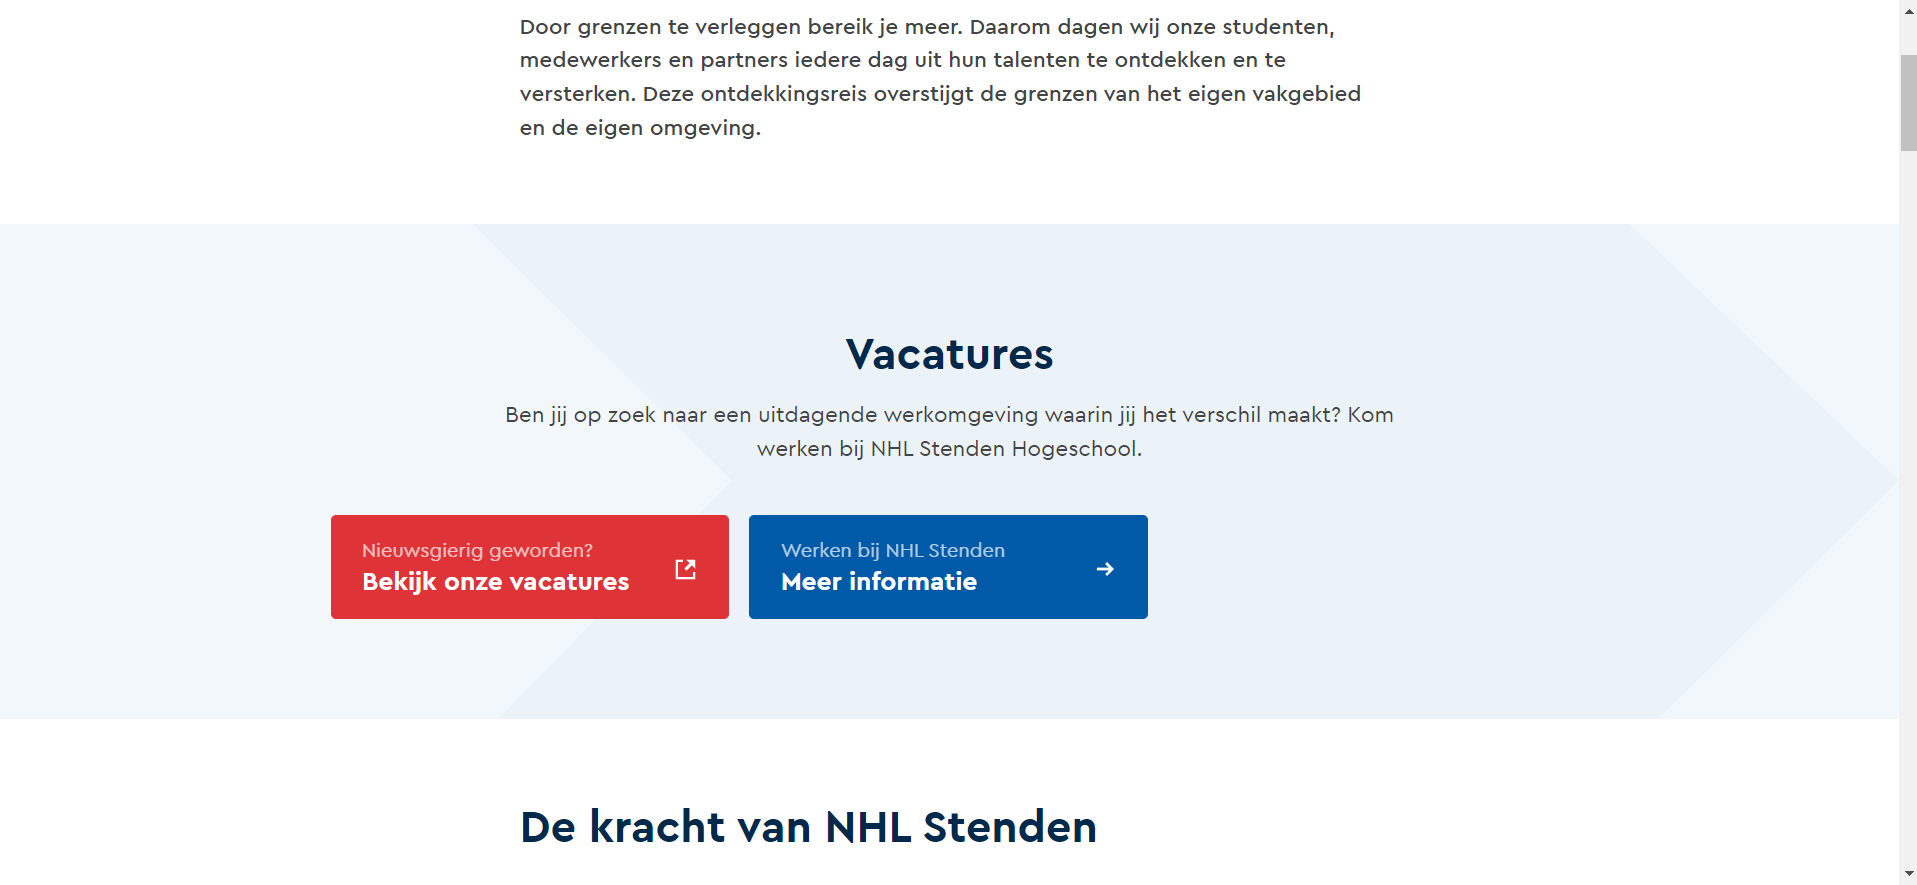 Door grenzen te verleggen bereik je meer. Daarom dagen wij onze studenten,
medewerkers en partners iedere dag uit hun talenten te ontdekken en te
versterken. Deze ontdekkingsreis overstijgt de grenzen van het eigen vakgebied
en de eigen omgeving.
Vacatures
Ben jij op zoek naar een uitdagende werkomgeving waarin jij het verschil maakt? Kom
werken bij NHL Stenden Hogeschool.
Nieuwsgierig geworden?
Bekijk onze vacatures
Werken bij NHL Stenden
Meer informatie
De kracht van NHL Stenden